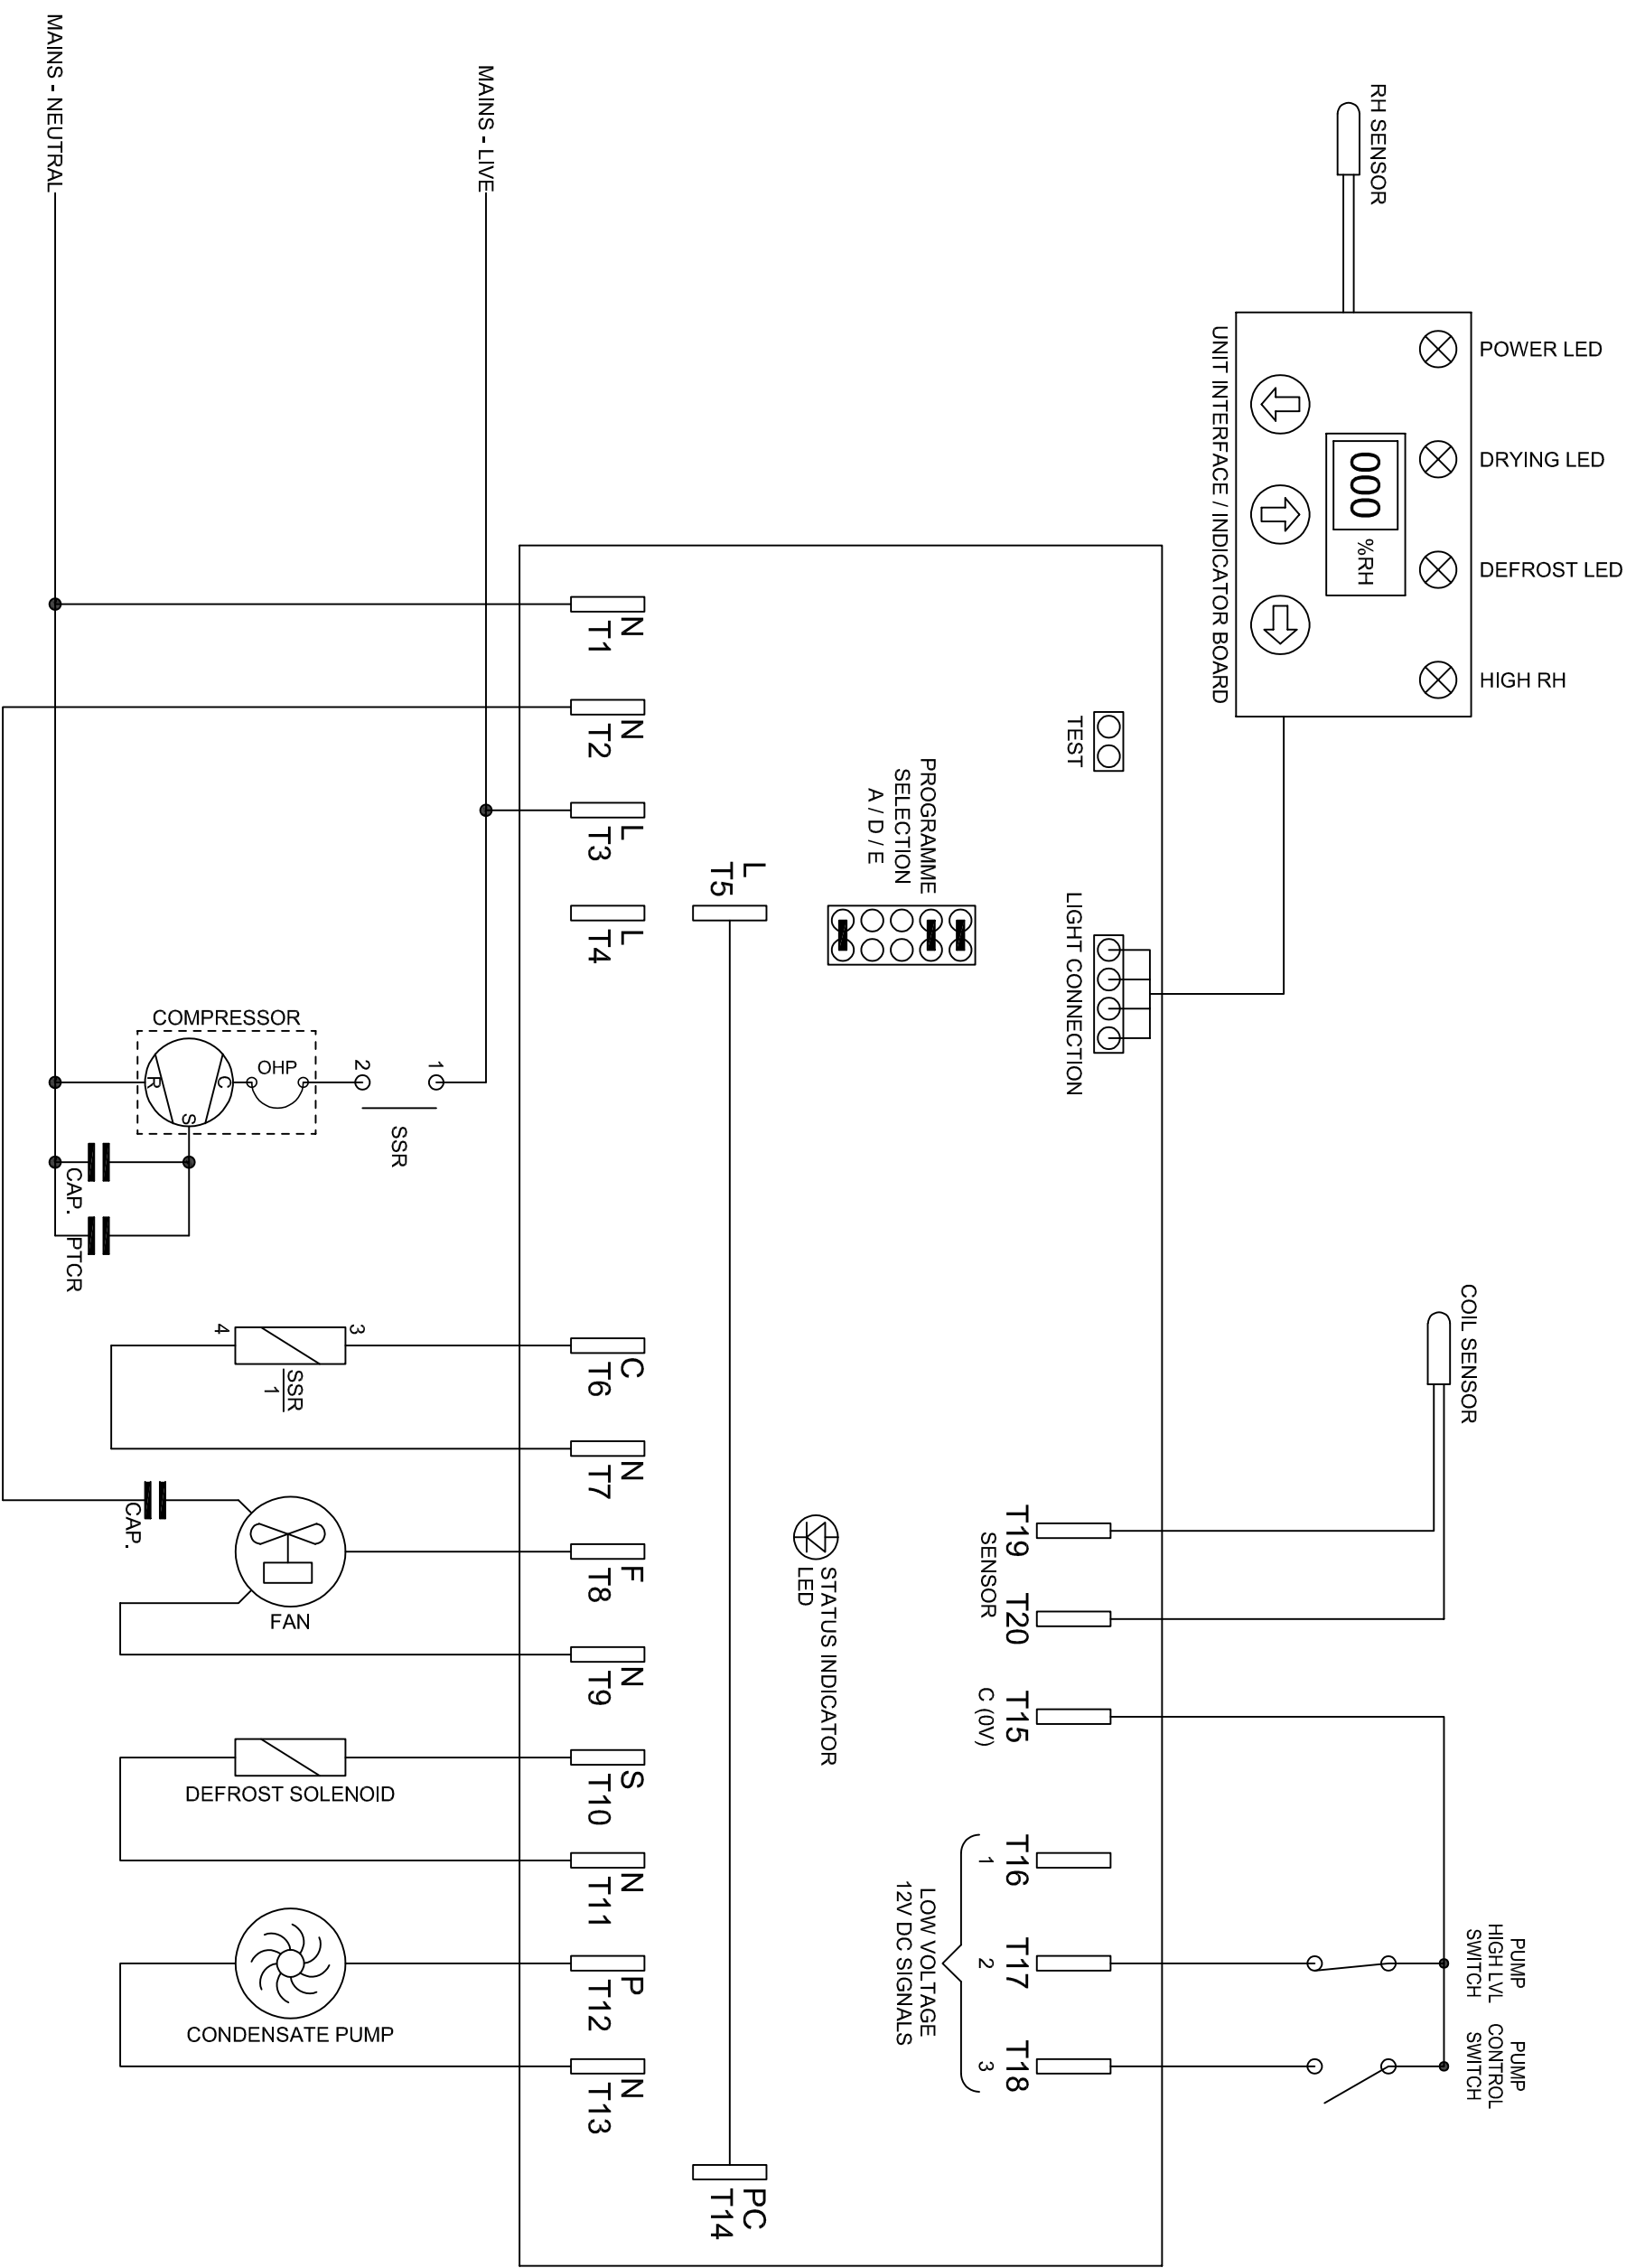 MAINS - NEUTRAL
MAINS - LIVE
RH SENSOR
POWER LED
DRYING LED
DEFROST LED
HIGH RH
000
%RH
UNIT INTERFACE / INDICATOR BOARD
TEST
PROGRAMME
SELECTION
A / D / E
LIGHT CONNECTION
N
T1
N
T2
L
T3
L
T4
L
T5
COMPRESSOR
OHP
R
C
S
2
1
SSR
CAP.
PTCR
4
3
SSR
1
C
T6
N
T7
CAP.
FAN
F
T8
N
T9
DEFROST SOLENOID
S
T10
N
T11
CONDENSATE PUMP
P
T12
N
T13
PC
T14
STATUS INDICATOR
LED
COIL SENSOR
T19
T20
SENSOR
T15
C (0V)
T16
1
T17
2
T18
3
LOW VOLTAGE
12V DC SIGNALS
PUMP
HIGH LVL
SWITCH
PUMP
CONTROL
SWITCH